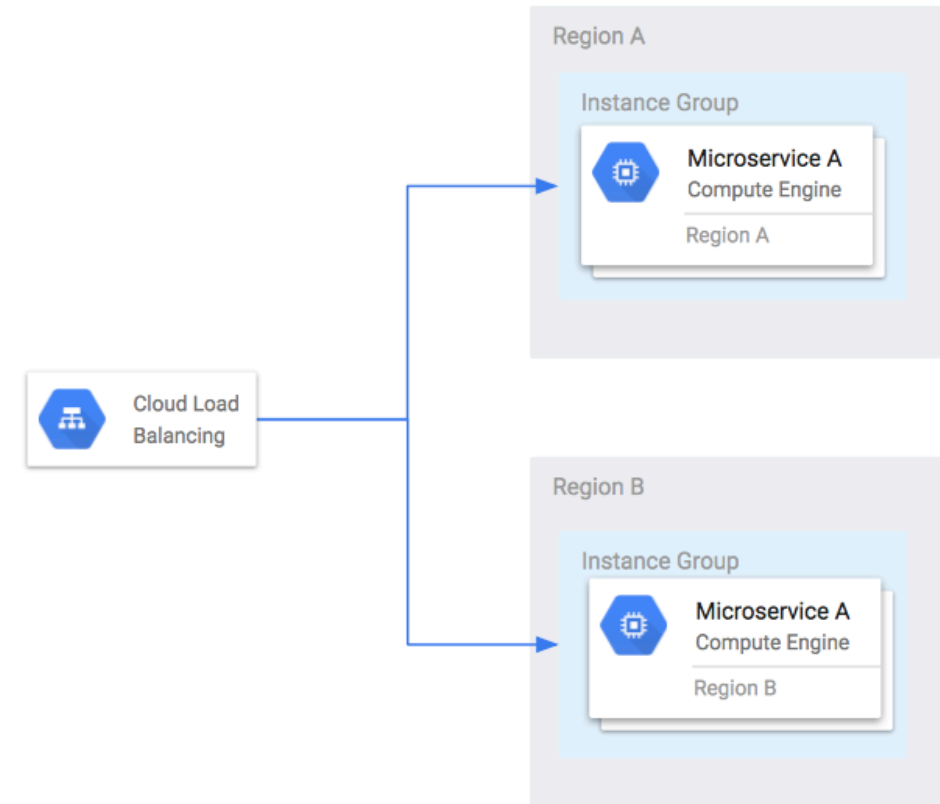 Region A
Instance Group
Microservice A
Compute Engine
Region A
Cloud Load
Balancing
Region B
Instance Group
Microservice A
Compute Engine
Region B